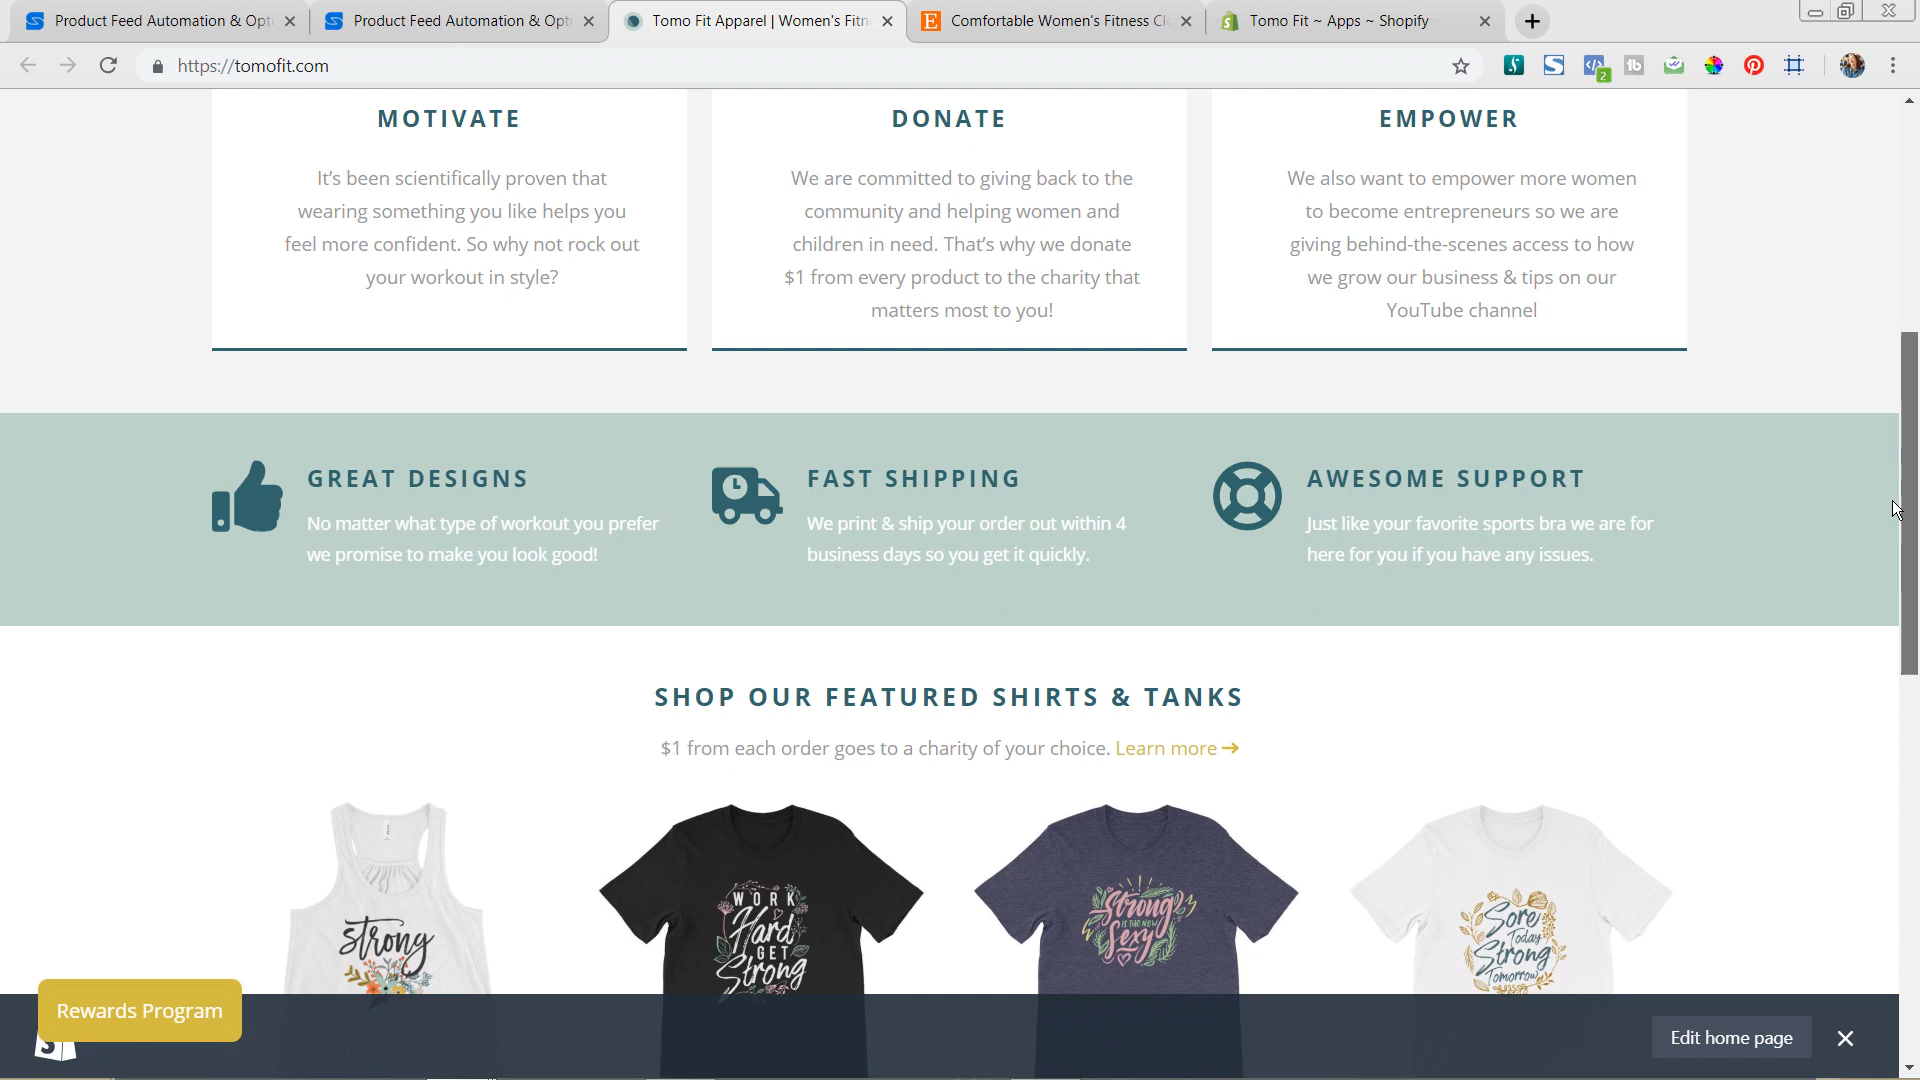 Product Feed Automation & Opti
Product Feed Automation & Opti
Tomo Fit Apparel | Women's Fitn
Comfortable Women's Fitness Cl
Tomo Fit ~ Apps ~ Shopify
https://tomofit.com
2
MOTIVATE
It's been scientifically proven that
wearing something you like helps you
feel more confident. So why not rock out
your workout in style?
DONATE
We are committed to giving back to the
community and helping women and
children in need. That's why we donate
$1 from every product to the charity that
matters most to you!
EMPOWER
We also want to empower more women
to become entrepreneurs so we are
giving behind-the-scenes access to how
we grow our business & tips on our
YouTube channel
GREAT DESIGNS
No matter what type of workout you prefer
we promise to make you look good!
FAST SHIPPING
We print & ship your order out within 4
business days so you get it quickly.
AWESOME SUPPORT
Just like your favorite sports bra we are for
here for you if you have any issues.
SHOP OUR FEATURED SHIRTS & TANKS
$1 from each order goes to a charity of your choice. Learn more →
strong
WORK
Hard
GET
Strong
Strong
IS THE NEW
Sexy
Sore
Today
Strong
Tomorrow
Rewards Program
Edit home page